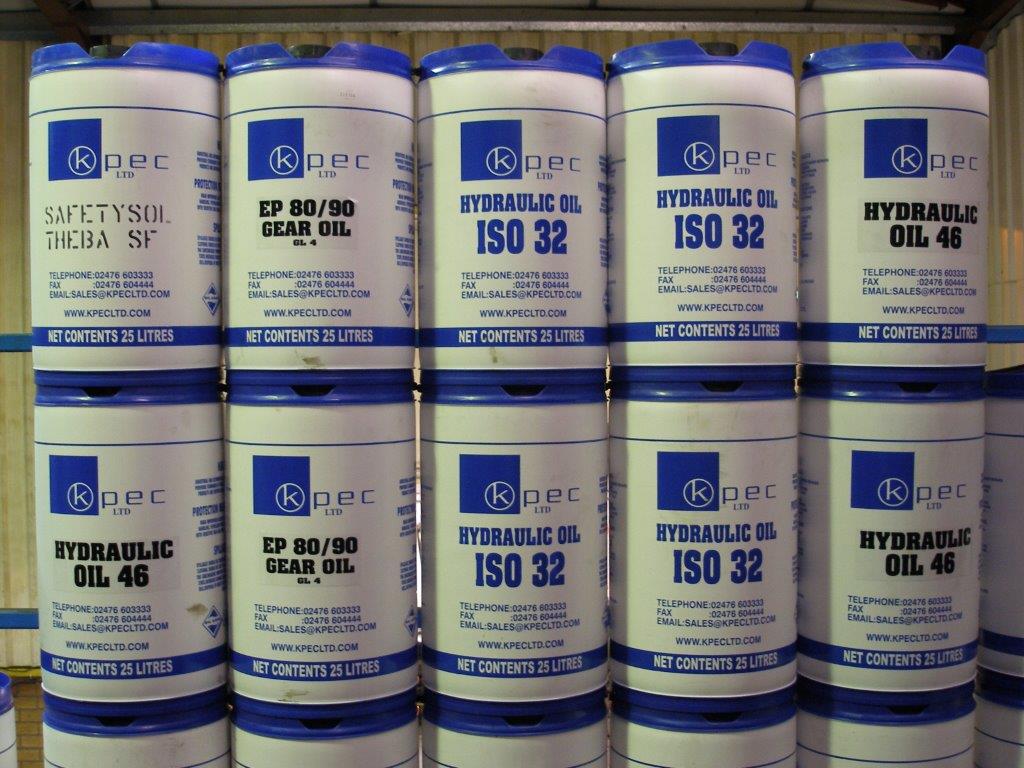 kpec
LTD
SAFETYSOL
THEBA SF
TELEPHONE:02476 603333
FAX :02476 604444
EMAIL:SALES@KPECLTD.COM
WWW.KPECLTD.COM
NET CONTENTS 25 LITRES
kpec
LTD
EP 80/90
GEAR OIL
GL 4
TELEPHONE:02476 603333
FAX :02476 604444
EMAIL:SALES@KPECLTD.COM
WWW.KPECLTD.COM
NET CONTENTS 25 LITRES
kpec
LTD
HYDRAULIC OIL
ISO 32
TELEPHONE:02476 603333
FAX :02476 604444
EMAIL:SALES@KPECLTD.COM
WWW.KPECLTD.COM
NET CONTENTS 25 LITRES
kpec
LTD
HYDRAULIC OIL
ISO 32
TELEPHONE:02476 603333
FAX :02476 604444
EMAIL:SALES@KPECLTD.COM
WWW.KPECLTD.COM
NET CONTENTS 25 LITRES
kpec
LTD
HYDRAULIC
OIL 46
TELEPHONE:02476 603333
FAX :02476 604444
EMAIL:SALES@KPECLTD.COM
WWW.KPECLTD.COM
NET CONTENTS 25 LITRES
kpec
LTD
HYDRAULIC
OIL 46
TELEPHONE:02476 603333
FAX :02476 604444
EMAIL:SALES@KPECLTD.COM
WWW.KPECLTD.COM
NET CONTENTS 25 LITRES
kpec
LTD
EP 80/90
GEAR OIL
GL 4
TELEPHONE:02476 603333
FAX :02476 604444
EMAIL:SALES@KPECLTD.COM
WWW.KPECLTD.COM
NET CONTENTS 25 LITRES
kpec
LTD
HYDRAULIC OIL
ISO 32
TELEPHONE:02476 603333
FAX :02476 604444
EMAIL:SALES@KPECLTD.COM
WWW.KPECLTD.COM
NET CONTENTS 25 LITRES
kpec
LTD
HYDRAULIC OIL
ISO 32
TELEPHONE:02476 603333
FAX :02476 604444
EMAIL:SALES@KPECLTD.COM
WWW.KPECLTD.COM
NET CONTENTS 25 LITRES
kpec
LTD
HYDRAULIC
OIL 46
TELEPHONE:02476 603333
FAX :02476 604444
EMAIL:SALES@KPECLTD.COM
WWW.KPECLTD.COM
NET CONTENTS 25 LITRES